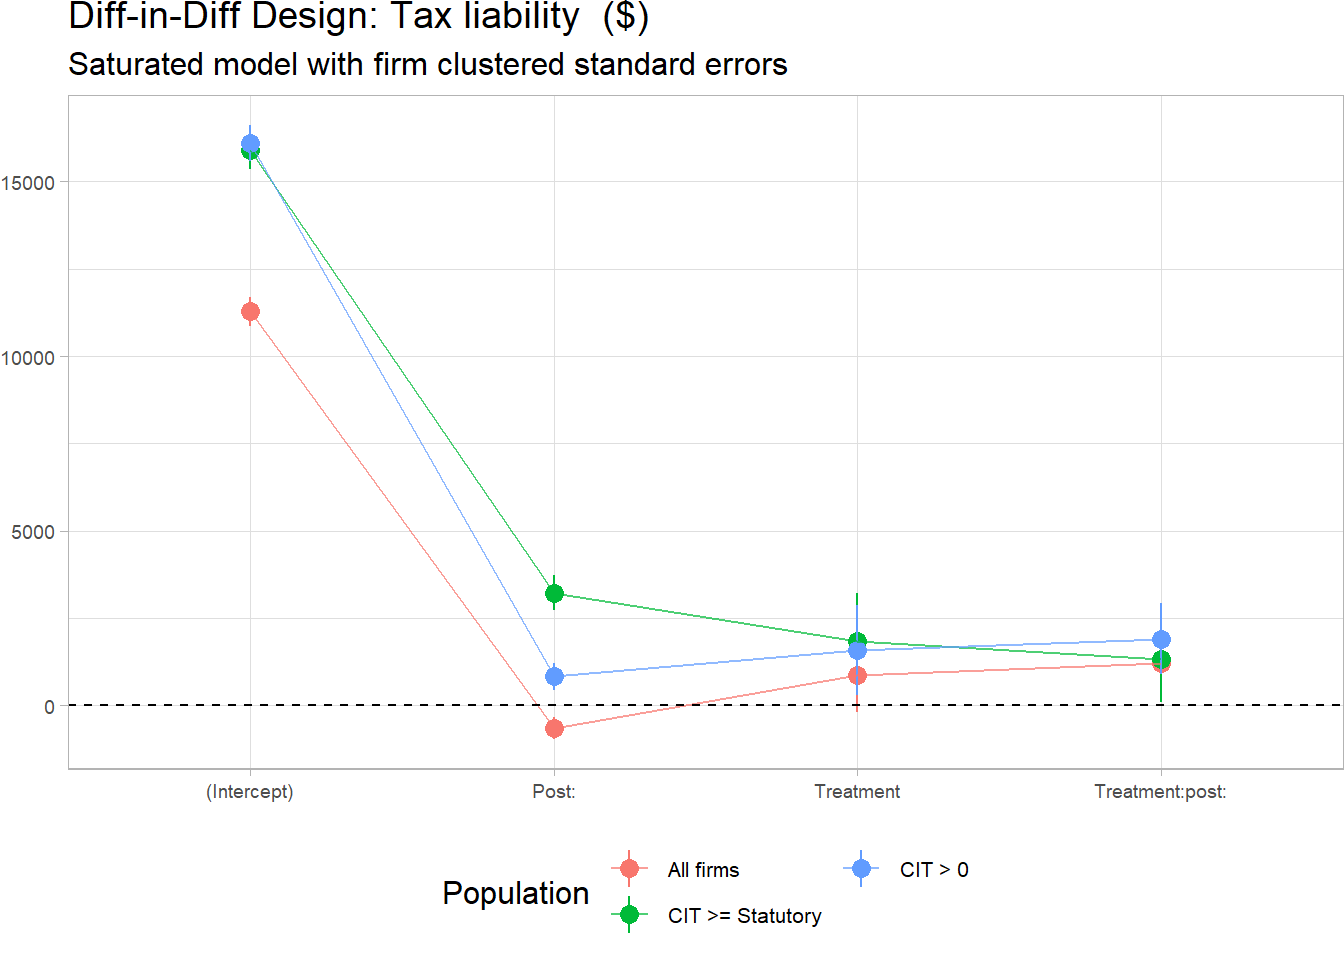 Diff-in-Diff Design: Tax liability  ($)
Saturated model with firm clustered standard errors
15000
10000
5000
0
(Intercept) Post: Treatment Treatment:post:
Population
All firms
CIT > 0
CIT >= Statutory